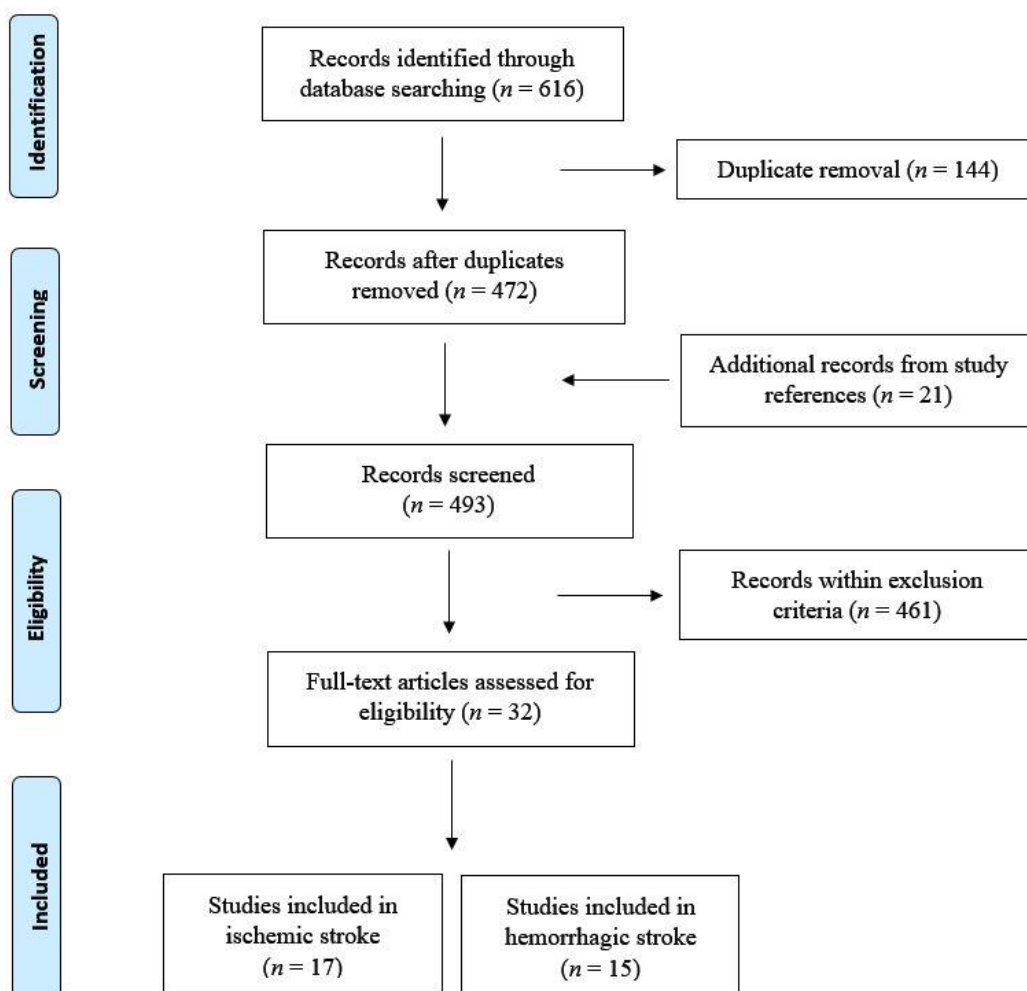 Identification
Records identified through
database searching (n = 616)
Duplicate removal (n = 144)
Screening
Records after duplicates
removed (n = 472)
Additional records from study
references (n = 21)
Records screened
(n = 493)
Eligibility
Records within exclusion
criteria (n = 461)
Full-text articles assessed for
eligibility (n = 32)
Included
Studies included in
ischemic stroke
(n = 17)
Studies included in
hemorrhagic stroke
(n = 15)